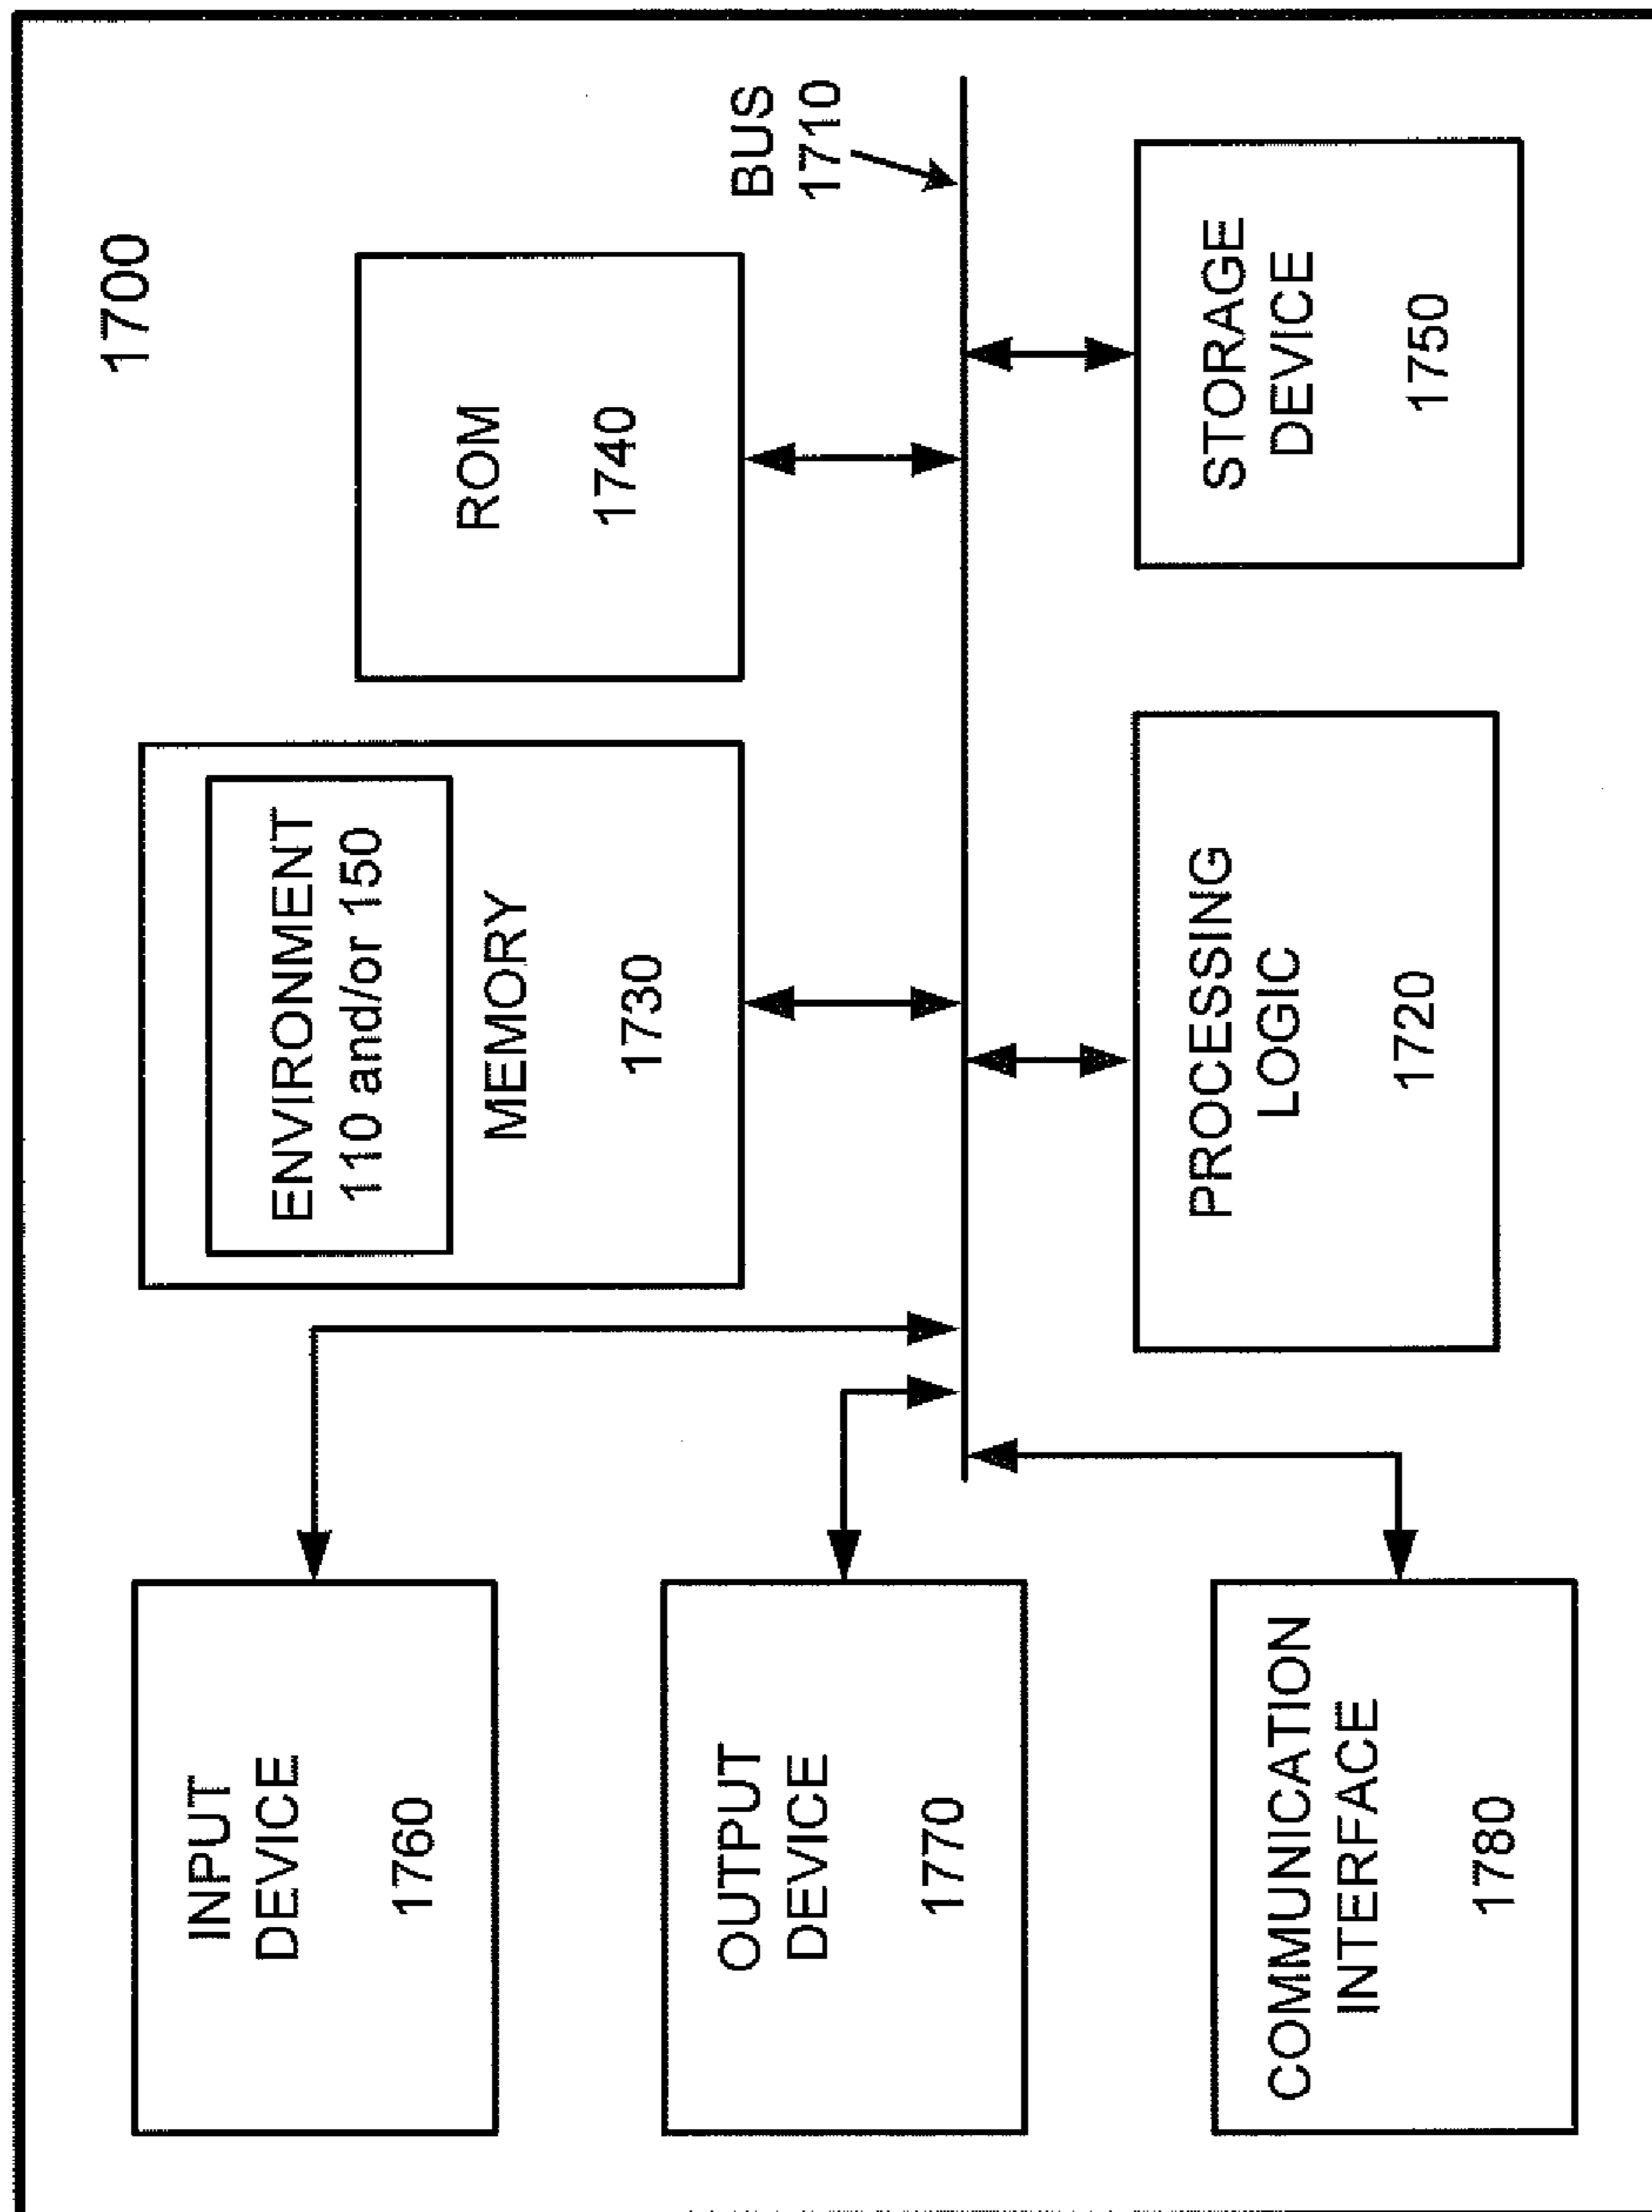 1700
INPUT
DEVICE
1760
ENVIRONMENT
110 and/or 150
MEMORY
1730
ROM
1740
OUTPUT
DEVICE
1770
BUS
1710
COMMUNICATION
INTERFACE
1780
PROCESSING
LOGIC
1720
STORAGE
DEVICE
1750